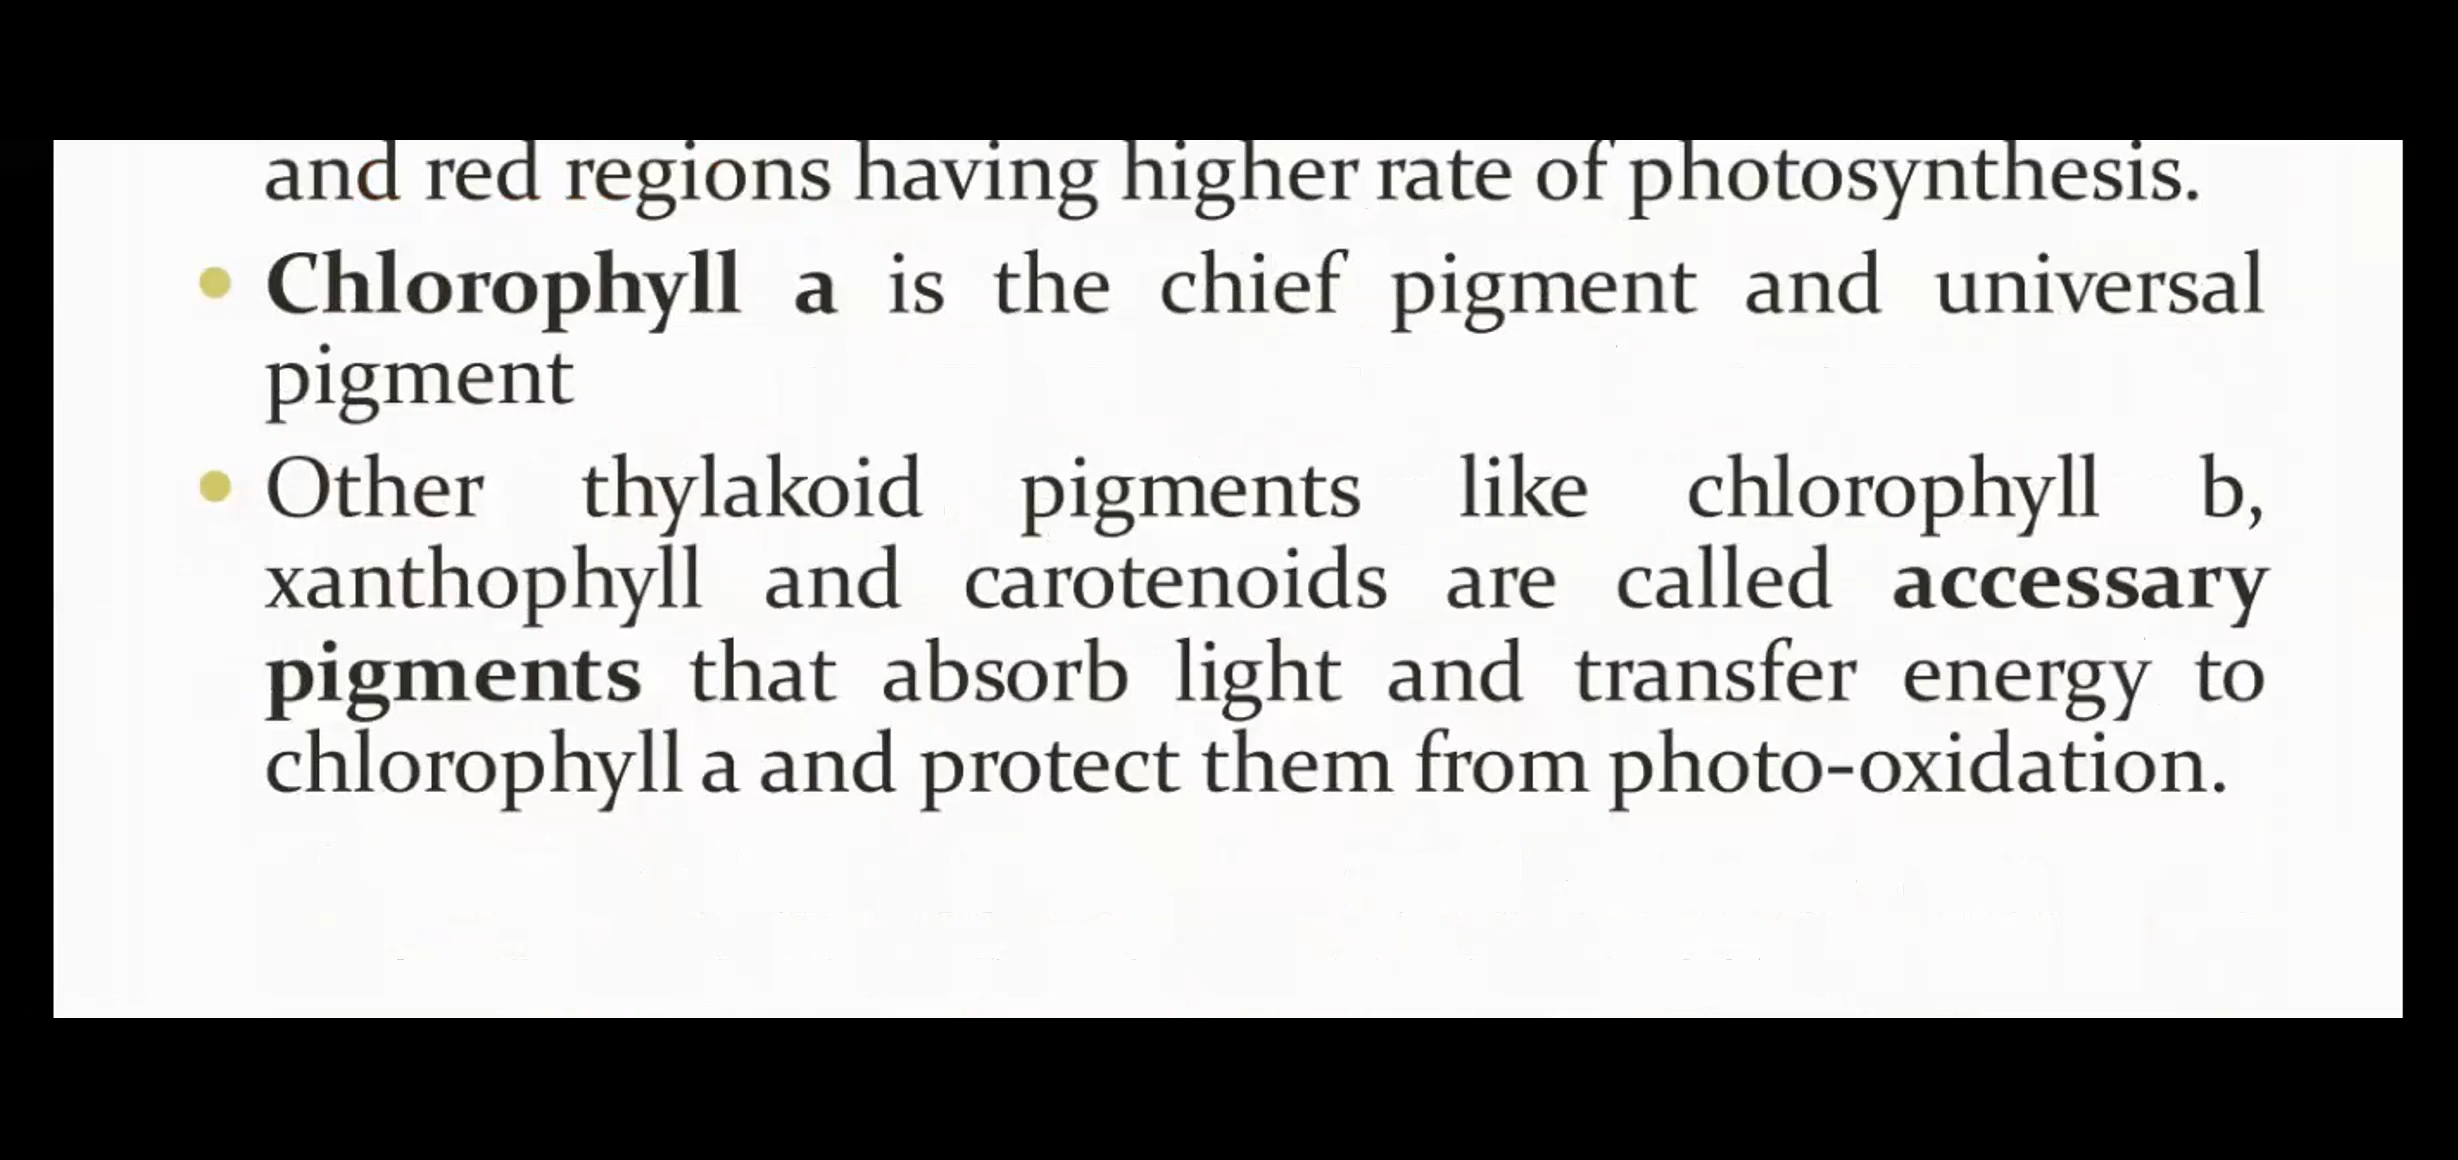 and red regions having higher rate of photosynthesis.
• Chlorophyll a is the chief pigment and universal
pigment
• Other thylakoid pigments like chlorophyll b,
xanthophyll and carotenoids are called accessary
pigments that absorb light and transfer energy to
chlorophyll a and protect them from photo-oxidation.